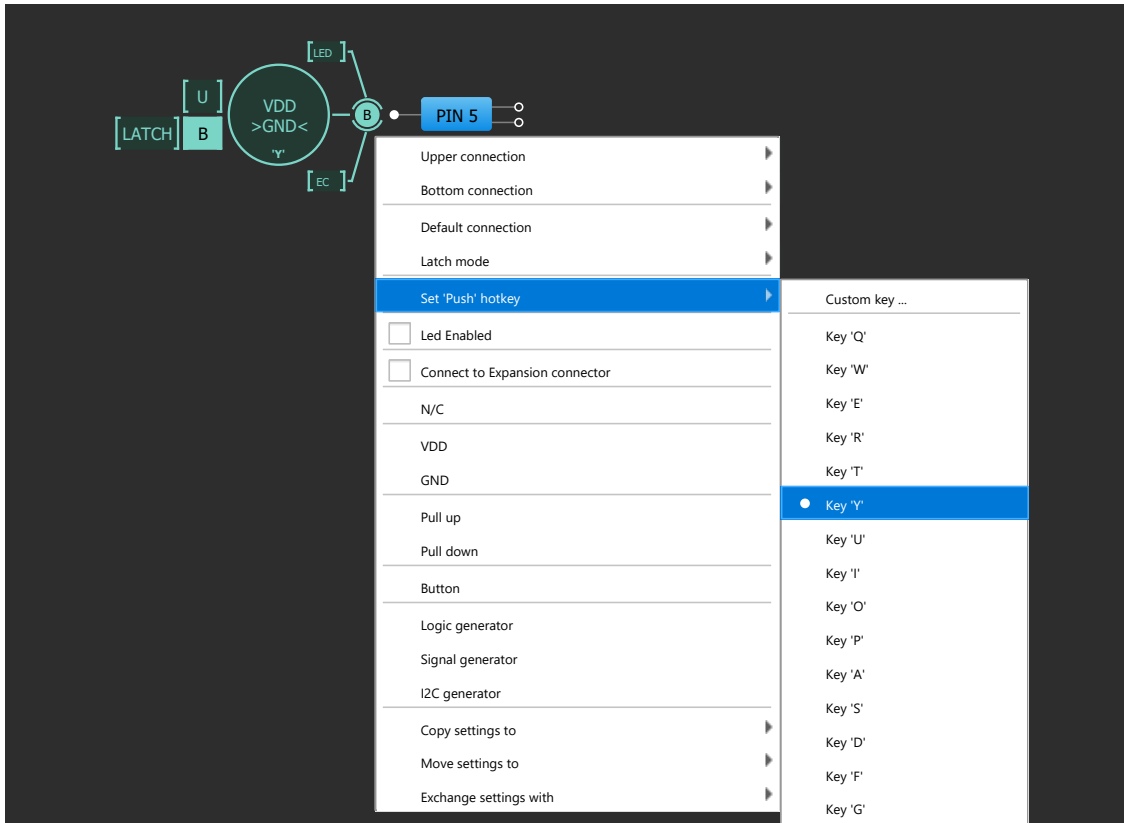 [LED ]
[ U ]
VDD
B
PIN 5
>GND<
[LATCH]
B
'Y'
[ EC ]
Upper connection
Bottom connection
Default connection
Latch mode
Set 'Push' hotkey
Led Enabled
Connect to Expansion connector
N/C
VDD
GND
Pull up
Pull down
Button
Logic generator
Signal generator
I2C generator
Copy settings to
Move settings to
Exchange settings with
Custom key ...
Key 'Q'
Key 'W'
Key 'E'
Key 'R'
Key 'T'
Key 'Y'
Key 'U'
Key 'I'
Key 'O'
Key 'P'
Key 'A'
Key 'S'
Key 'D'
Key 'F'
Key 'G'